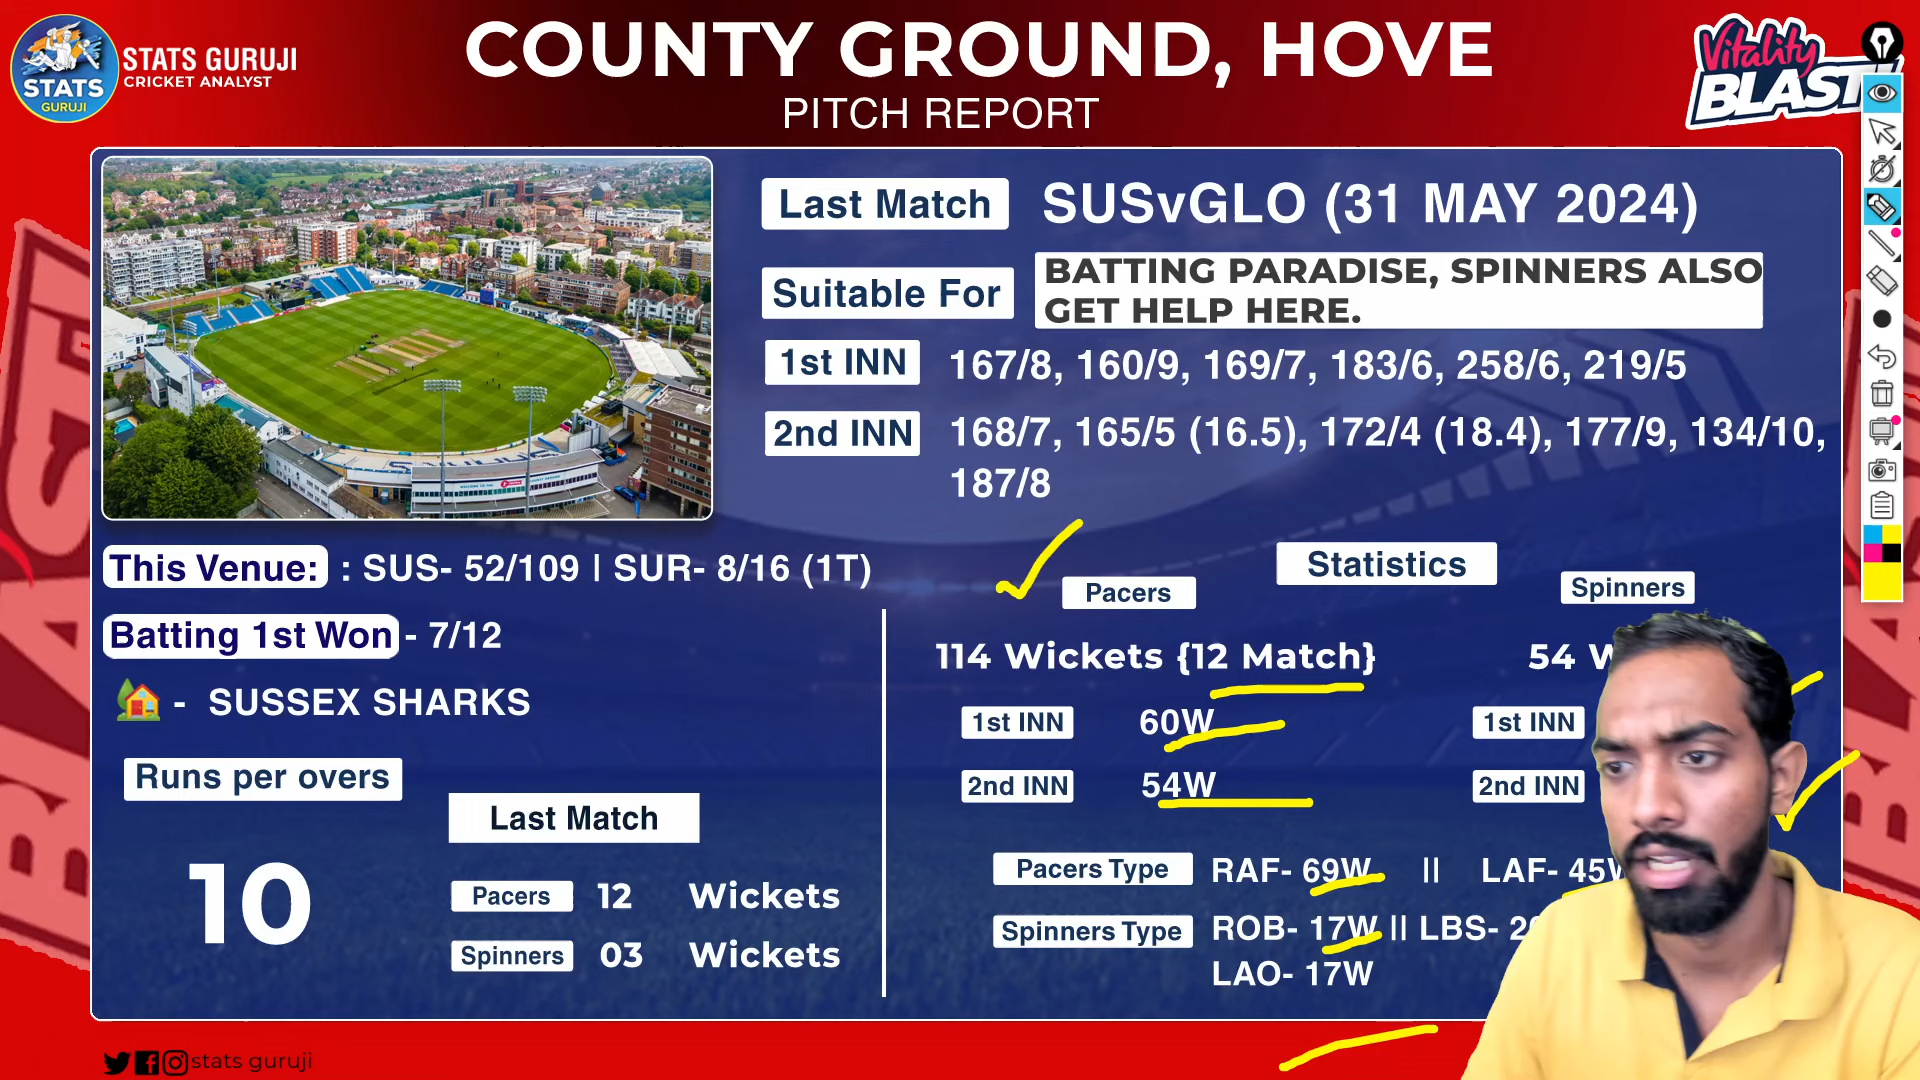 STATS GURUJI
CRICKET ANALYST
STATS
GURUJI
COUNTY GROUND, HOVE
PITCH REPORT
Vitality
BLAST
Last Match SUSvGLO (31 MAY 2024)
Suitable For BATTING PARADISE, SPINNERS ALSO
GET HELP HERE.
1st INN 167/8, 160/9, 169/7, 183/6, 258/6, 219/5
2nd INN 168/7, 165/5 (16.5), 172/4 (18.4), 177/9, 134/10,
187/8
This Venue: : SUS- 52/109 | SUR- 8/16 (1T)
Batting 1st Won - 7/12
- SUSSEX SHARKS
Runs per overs
10
Last Match
Pacers 12 Wickets
Spinners 03 Wickets
Statistics
Pacers
Spinners
114 Wickets {12 Match}
54
1st INN 60W
1st INN
2nd INN 54W
2nd INN
Pacers Type RAF- 69W || LAF- 45W
Spinners Type ROB- 17W || LBS-
LAO- 17W
stats guruji